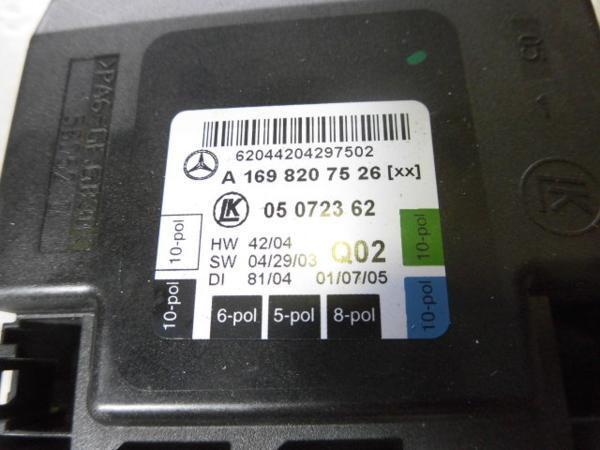 62044204297502
A 169 820 75 26 [xx]
LK
05 0723 62
HW 42/04
SW 04/29/03
Q02
DI 81/04 01/07/05
10-pol
10-pol
10-pol
10-pol
6-pol
5-pol
8-pol